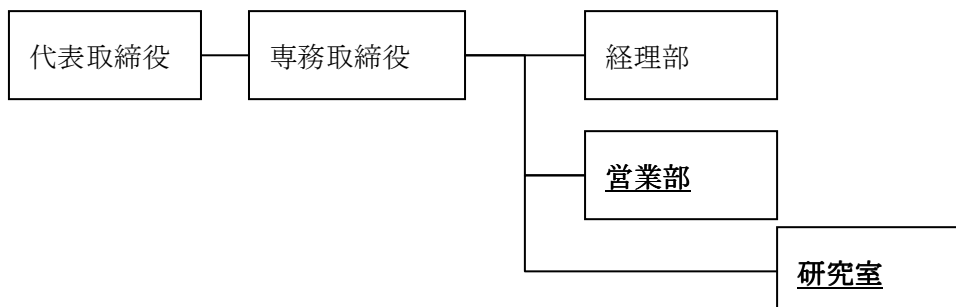 代表取締役
専務取締役
経理部
営業部
研究室